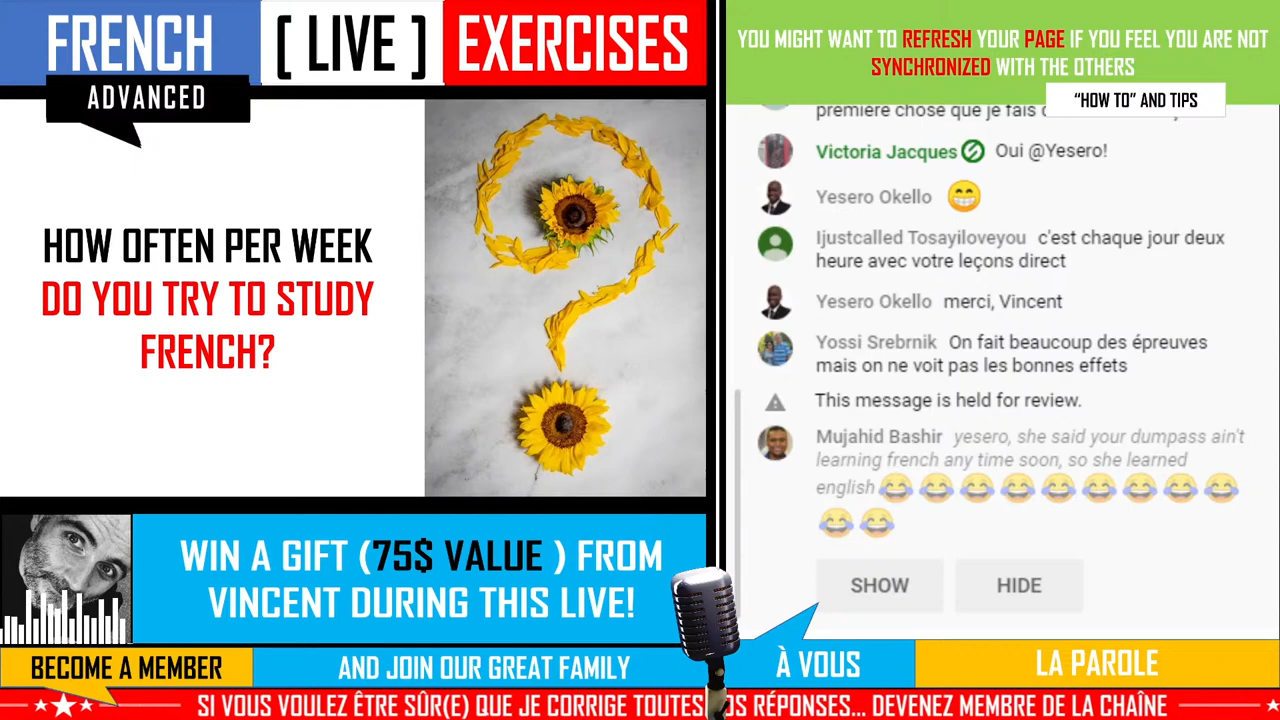 FRENCH
[ LIVE ]
EXERCISES
ADVANCED
HOW OFTEN PER WEEK
DO YOU TRY TO STUDY
FRENCH?
WIN A GIFT (75$ VALUE ) FROM
VINCENT DURING THIS LIVE!
BECOME A MEMBER
AND JOIN OUR GREAT FAMILY
YOU MIGHT WANT TO REFRESH YOUR PAGE IF YOU FEEL YOU ARE NOT
SYNCHRONIZED WITH THE OTHERS
“HOW TO” AND TIPS
première chose que je fais
Victoria Jacques Oui @Yesero!
Yesero Okello 😁
Ijustcalled Tosayiloveyou c'est chaque jour deux
heure avec votre leçons direct
Yesero Okello merci, Vincent
Yossi Srebrnik On fait beaucoup des épreuves
mais on ne voit pas les bonnes effets
This message is held for review.
Mujahid Bashir yesero, she said your dumpass ain't
learning french any time soon, so she learned
english 😂😂😂😂😂😂😂😂😂
😂😂
SHOW HIDE
À VOUS
LA PAROLE
SI VOUS VOULEZ ÊTRE SÛR(E) QUE JE CORRIGE TOUTES OS RÉPONSES... DEVENEZ MEMBRE DE LA CHAÎNE